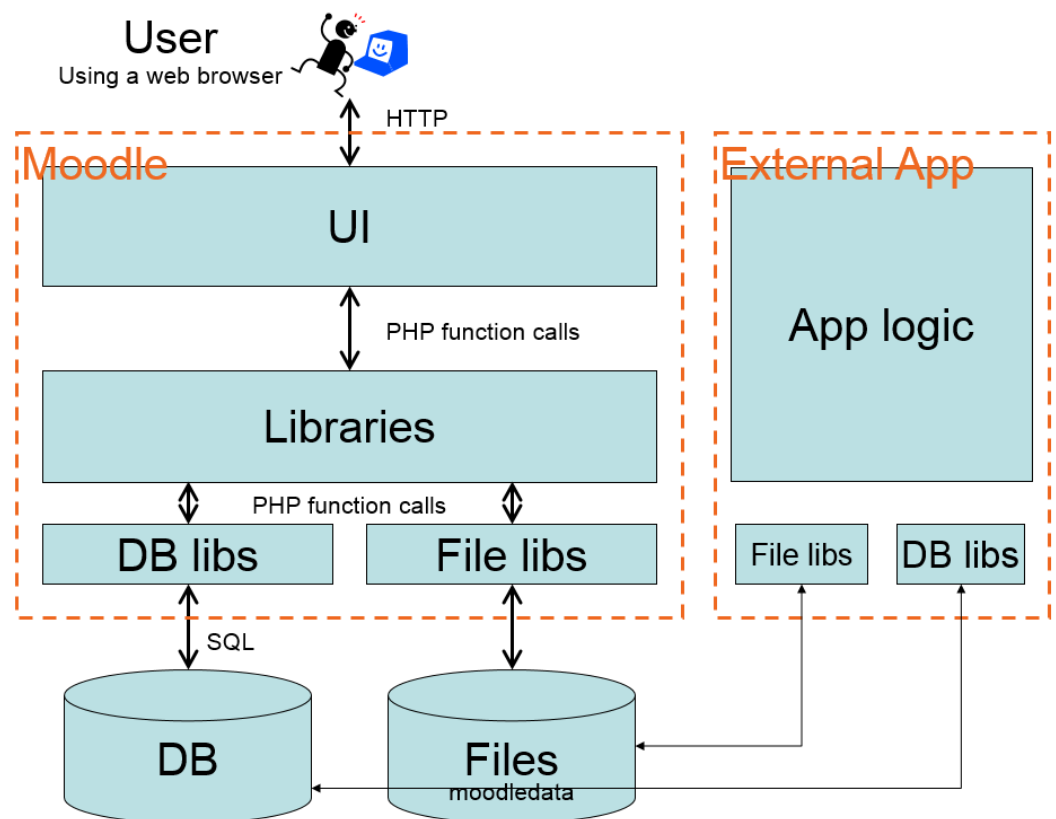 User
Using a web browser
HTTP
Moodle
External App
UI
App logic
PHP function calls
Libraries
PHP function calls
DB libs
File libs
File libs
DB libs
SQL
DB
Files
moodledata